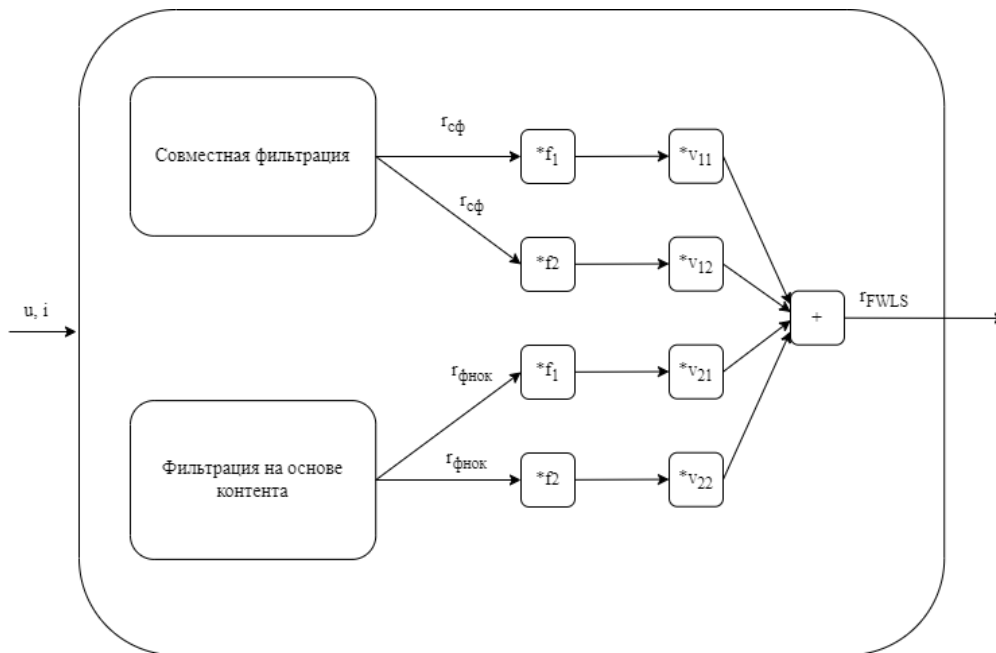 r_сф
Совместная фильтрация
*f_1
*v_11
r_сф
*f2
*v_12
u, i
+
r_FWLS
r_фнок
*f_1
*v_21
r_фнок
Фильтрация на основе
контента
*f2
*v_22